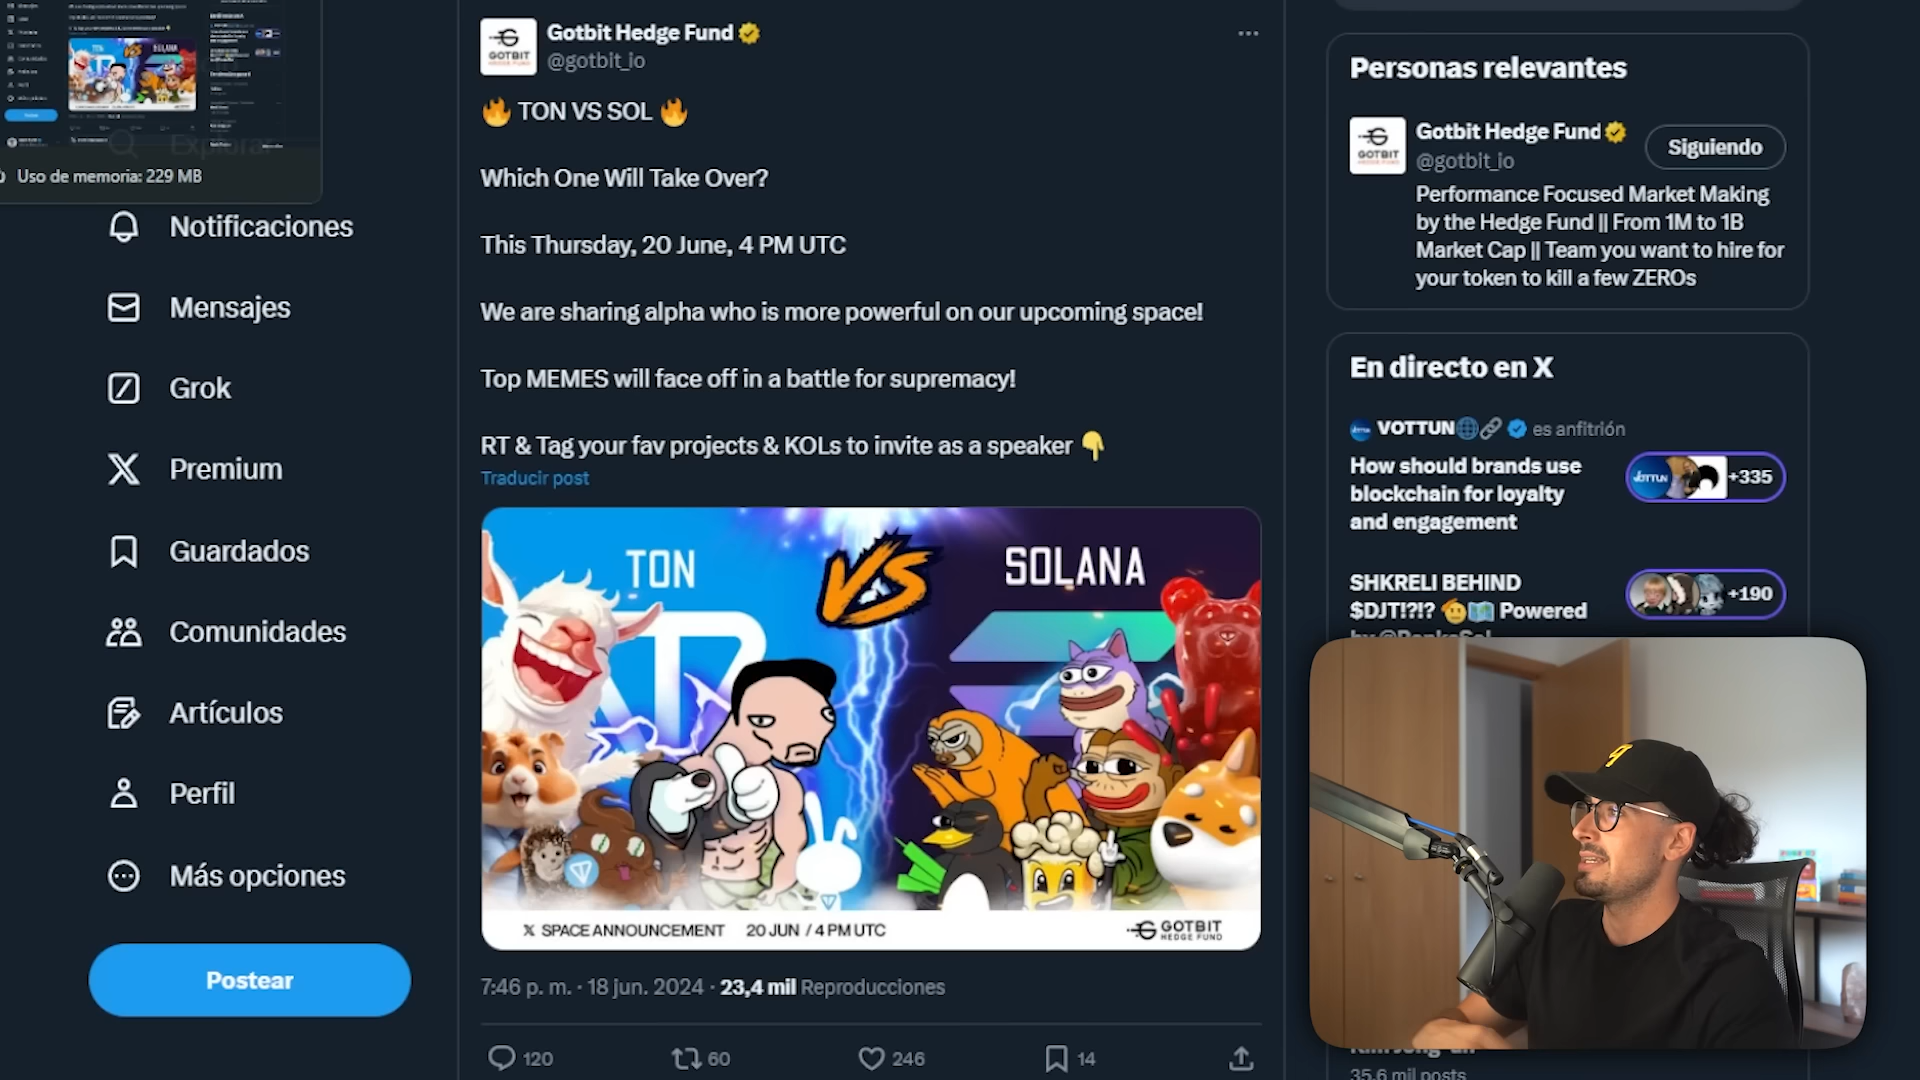 Uso de memoria: 229 MB
Explorar
Notificaciones
Mensajes
Grok
Premium
Guardados
Comunidades
Artículos
Perfil
Más opciones
Postear
GOTBIT
HEDGE FUND
Gotbit Hedge Fund
@gotbit_io
🔥 TON VS SOL 🔥
Which One Will Take Over?
This Thursday, 20 June, 4 PM UTC
We are sharing alpha who is more powerful on our upcoming space!
Top MEMES will face off in a battle for supremacy!
RT & Tag your fav projects & KOLs to invite as a speaker 👇
Traducir post
TON
VS
SOLANA
X SPACE ANNOUNCEMENT 20 JUN / 4 PM UTC
GOTBIT
HEDGE FUND
7:46 p. m. · 18 jun. 2024 · 23,4 mil Reproducciones
120 60 246 14
Personas relevantes
GOTBIT
HEDGE FUND
Gotbit Hedge Fund
@gotbit_io
Siguiendo
Performance Focused Market Making
by the Hedge Fund || From 1M to 1B
Market Cap || Team you want to hire for
your token to kill a few ZEROs
En directo en X
VOTTUN🌐🔗 es anfitrión
How should brands use
blockchain for loyalty
and engagement
VOTTUN
+335
SHKRELI BEHIND
$DJT!?!? 🫡🗺️ Powered
+190
35,6 mil posts